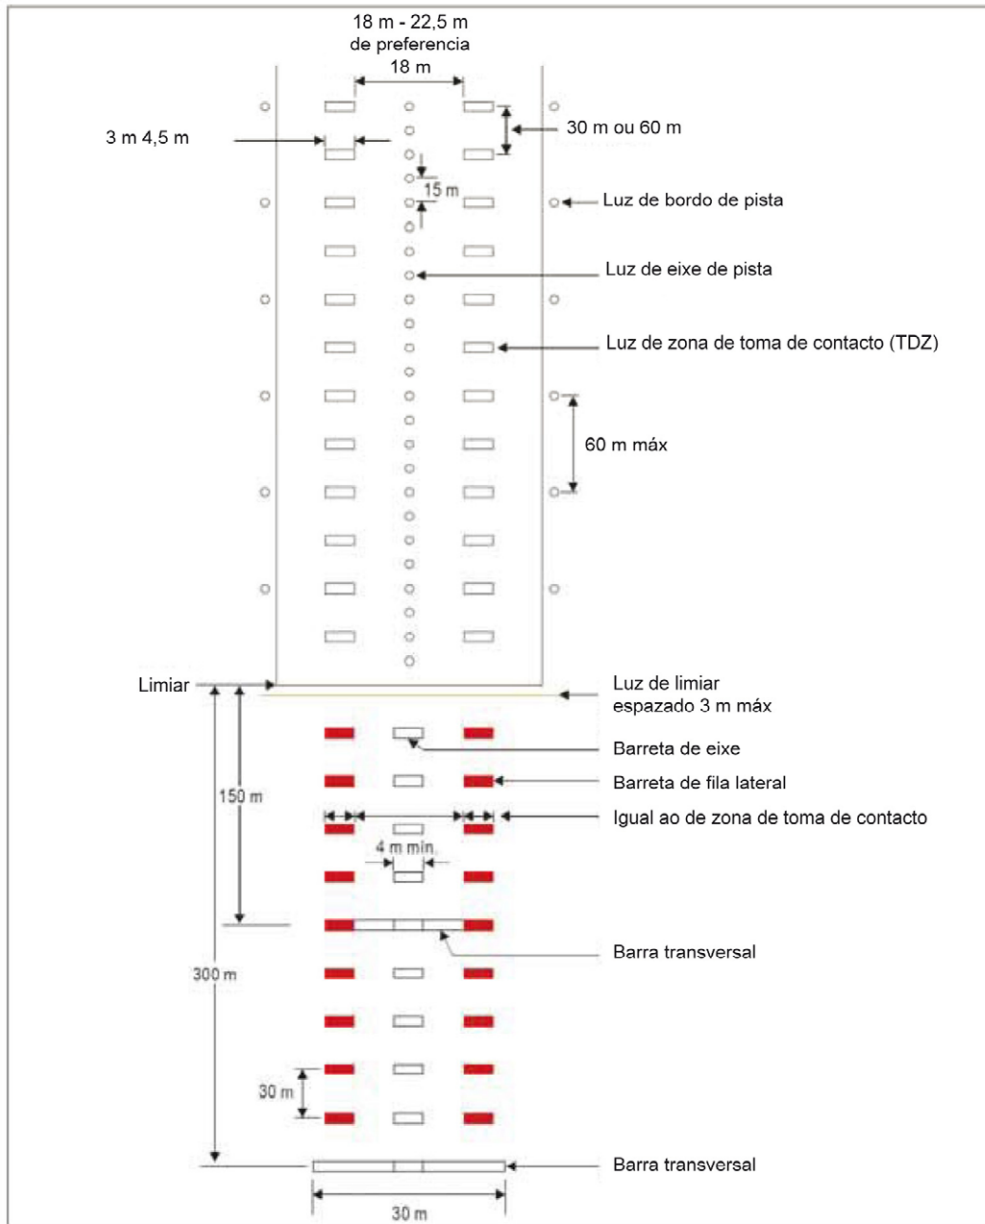 18 m - 22,5 m
de preferencia
18 m
3 m 4,5 m
30 m ou 60 m
15 m
Luz de bordo de pista
Luz de eixe de pista
Luz de zona de toma de contacto (TDZ)
60 m máx
Limiar
Luz de limiar
espazado 3 m máx
Barreta de eixe
Barreta de fila lateral
150 m
Igual ao de zona de toma de contacto
4 m min.
Barra transversal
300 m
30 m
Barra transversal
30 m